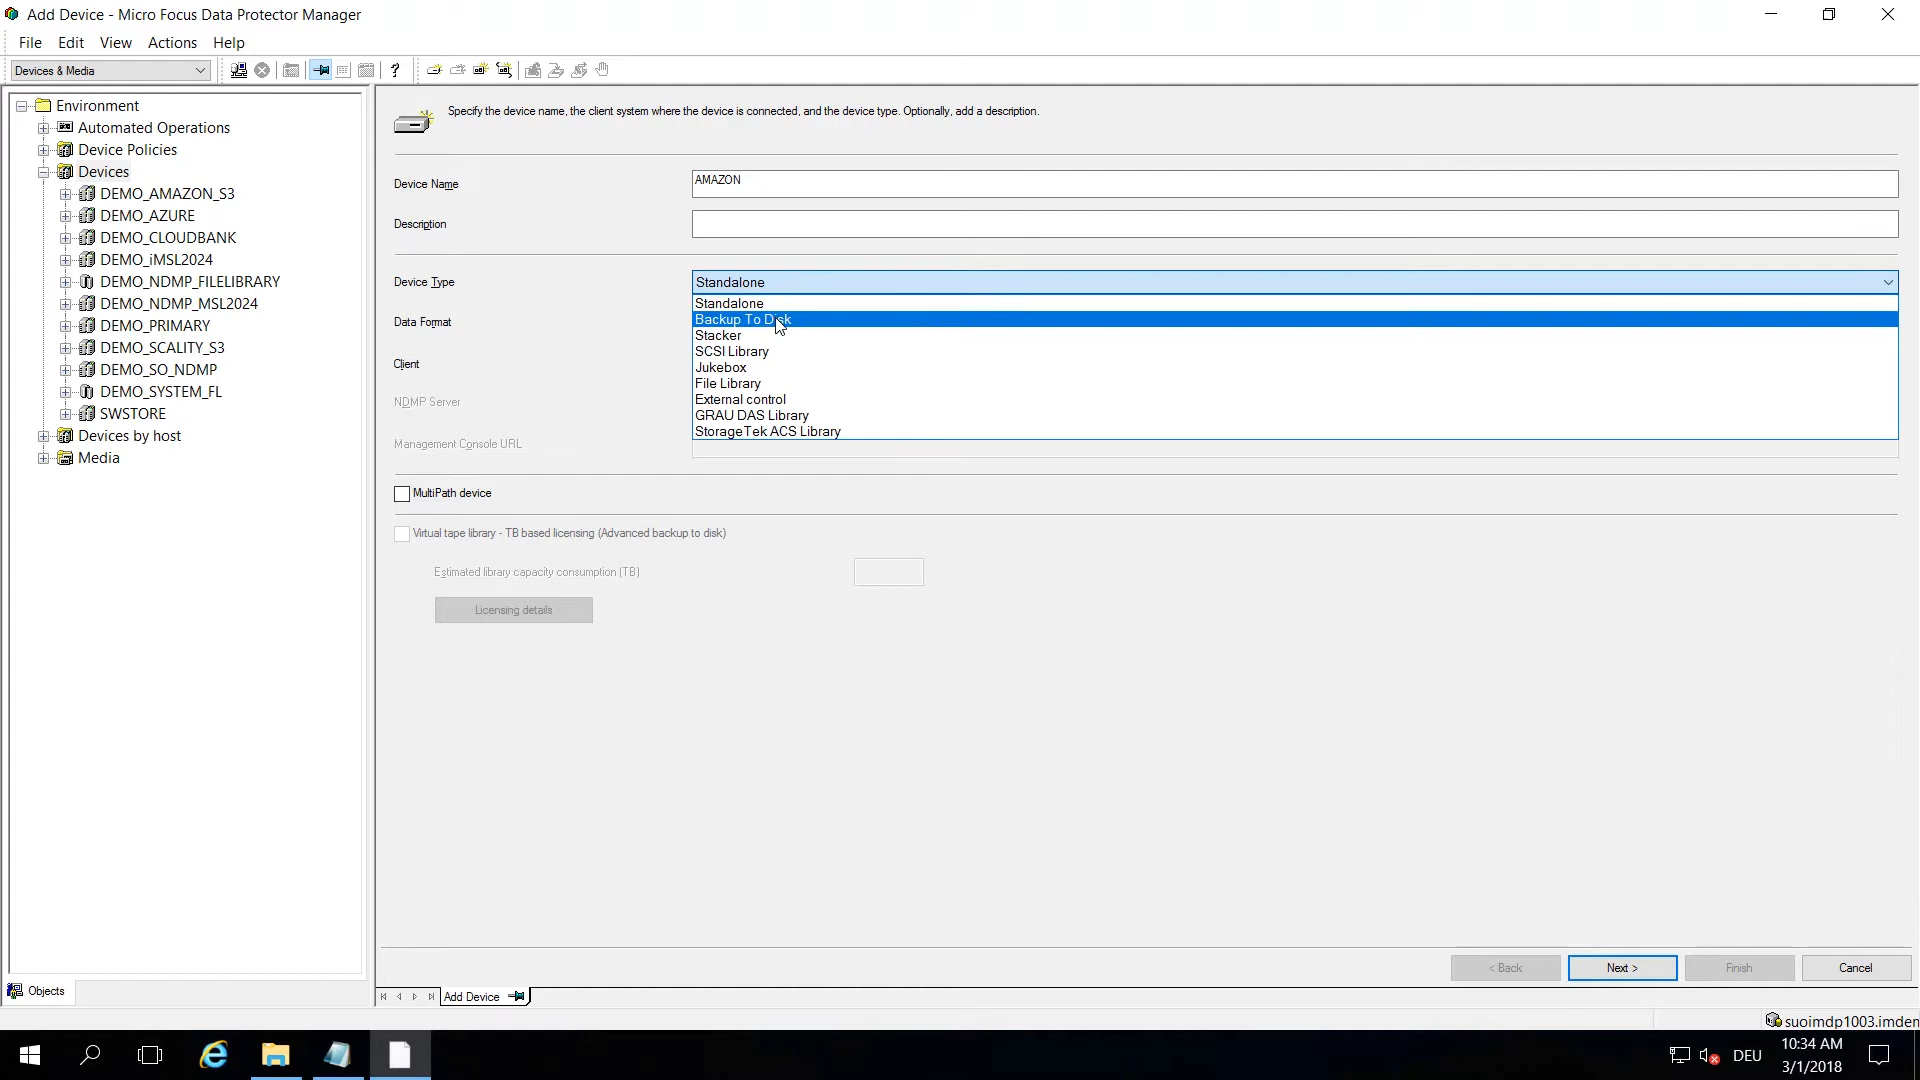 Add Device - Micro Focus Data Protector Manager
File Edit View Actions Help
Devices & Media
Environment
Automated Operations
Device Policies
Devices
DEMO_AMAZON_S3
DEMO_AZURE
DEMO_CLOUDBANK
DEMO_iMSL2024
DEMO_NDMP_FILELIBRARY
DEMO_NDMP_MSL2024
DEMO_PRIMARY
DEMO_SCALITY_S3
DEMO_SO_NDMP
DEMO_SYSTEM_FL
SWSTORE
Devices by host
Media
Objects
Specify the device name, the client system where the device is connected, and the device type. Optionally, add a description.
Device Name
AMAZON
Description
Device Type
Standalone
Standalone
Backup To Disk
Stacker
SCSI Library
Jukebox
File Library
External control
GRAU DAS Library
StorageTek ACS Library
Data Format
Client
NDMP Server
Management Console URL
MultiPath device
Virtual tape library - TB based licensing (Advanced backup to disk)
Estimated library capacity consumption (TB)
Licensing details
< Back
Next >
Finish
Cancel
Add Device
suoimdp1003.imden
DEU
10:34 AM
3/1/2018